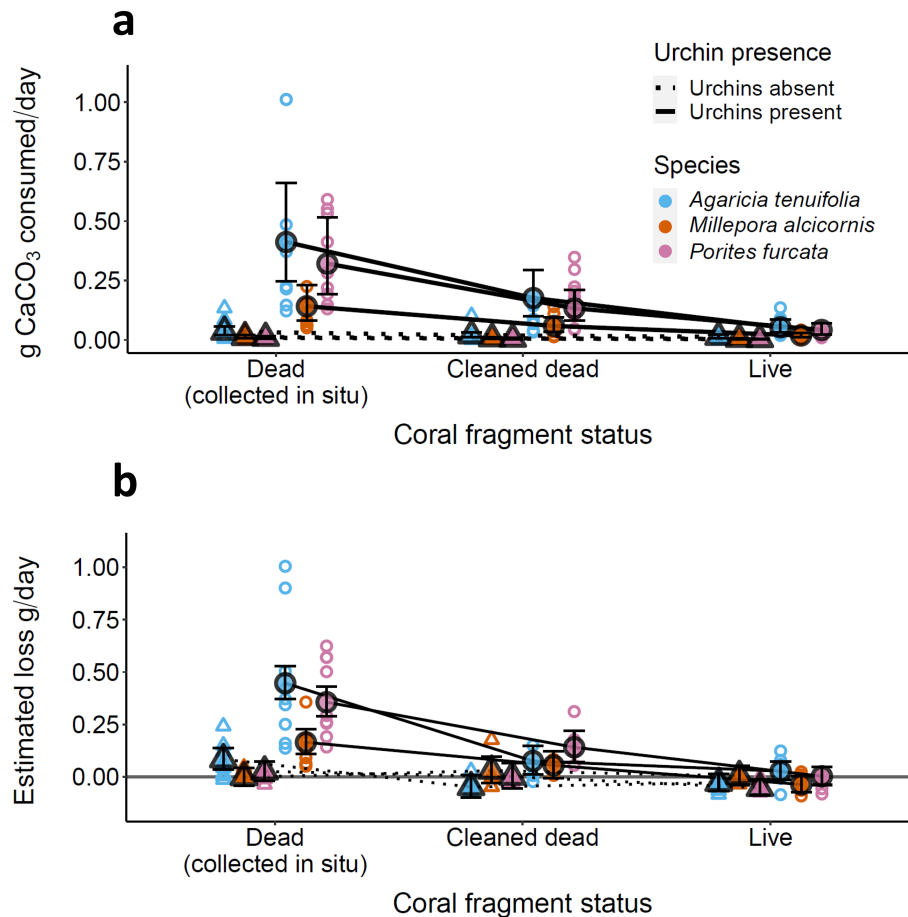 a
Urchin presence
Urchins absent
Urchins present
Species
Agaricia tenuifolia
Millepora alcicornis
Porites furcata
g CaCO₃ consumed/day
1.00
0.75
0.50
0.25
0.00
Dead
(collected in situ)
Cleaned dead
Live
Coral fragment status
b
Estimated loss g/day
1.00
0.75
0.50
0.25
0.00
Dead
(collected in situ)
Cleaned dead
Live
Coral fragment status